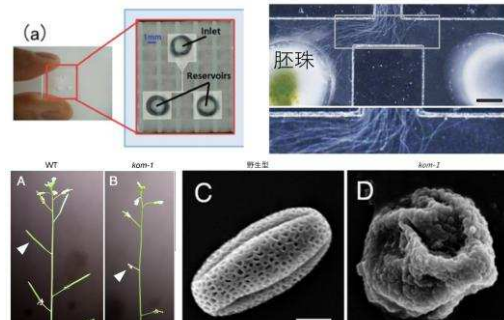 (a)
1mm
Inlet
Reservoirs
胚珠
WT
kom-1
野生型
kom-1
A
B
C
D